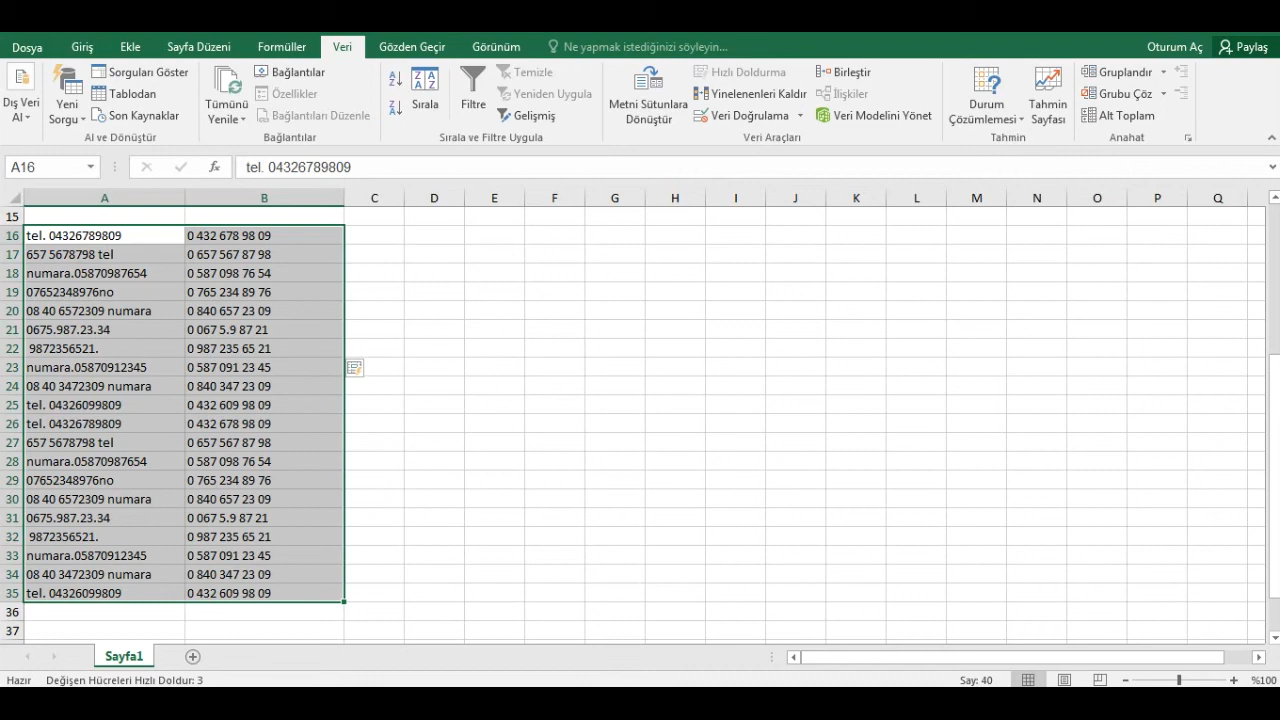 Dosya Giriş Ekle Sayfa Düzeni Formüller Veri Gözden Geçir Görünüm Ne yapmak istediğinizi söyleyin... Oturum Aç Paylaş
Dış Veri Al
Yeni Sorgu
Sorguları Göster
Tablodan
Son Kaynaklar
Al ve Dönüştür
Tümünü Yenile
Bağlantılar
Özellikler
Bağlantıları Düzenle
Bağlantılar
A Z
Z A
Sırala
Filtre
Temizle
Yeniden Uygula
Gelişmiş
Sırala ve Filtre Uygula
Metni Sütunlara Dönüştür
Hızlı Doldurma
Yinelenenleri Kaldır
Veri Doğrulama
Birleştir
İlişkiler
Veri Modelini Yönet
Veri Araçları
Durum Çözümlemesi
Tahmin Sayfası
Tahmin
Gruplandır
Grubu Çöz
Alt Toplam
Anahat
A16 fx tel. 04326789809
A B C D E F G H I J K L M N O P Q
15
16 tel. 04326789809 0 432 678 98 09
17 657 5678798 tel 0 657 567 87 98
18 numara.05870987654 0 587 098 76 54
19 07652348976no 0 765 234 89 76
20 08 40 6572309 numara 0 840 657 23 09
21 0675.987.23.34 0 067 5.9 87 21
22 9872356521. 0 987 235 65 21
23 numara.05870912345 0 587 091 23 45
24 08 40 3472309 numara 0 840 347 23 09
25 tel. 04326099809 0 432 609 98 09
26 tel. 04326789809 0 432 678 98 09
27 657 5678798 tel 0 657 567 87 98
28 numara.05870987654 0 587 098 76 54
29 07652348976no 0 765 234 89 76
30 08 40 6572309 numara 0 840 657 23 09
31 0675.987.23.34 0 067 5.9 87 21
32 9872356521. 0 987 235 65 21
33 numara.05870912345 0 587 091 23 45
34 08 40 3472309 numara 0 840 347 23 09
35 tel. 04326099809 0 432 609 98 09
36
37
Sayfa1
Hazır Değişen Hücreleri Hızlı Doldur: 3 Say: 40 %100